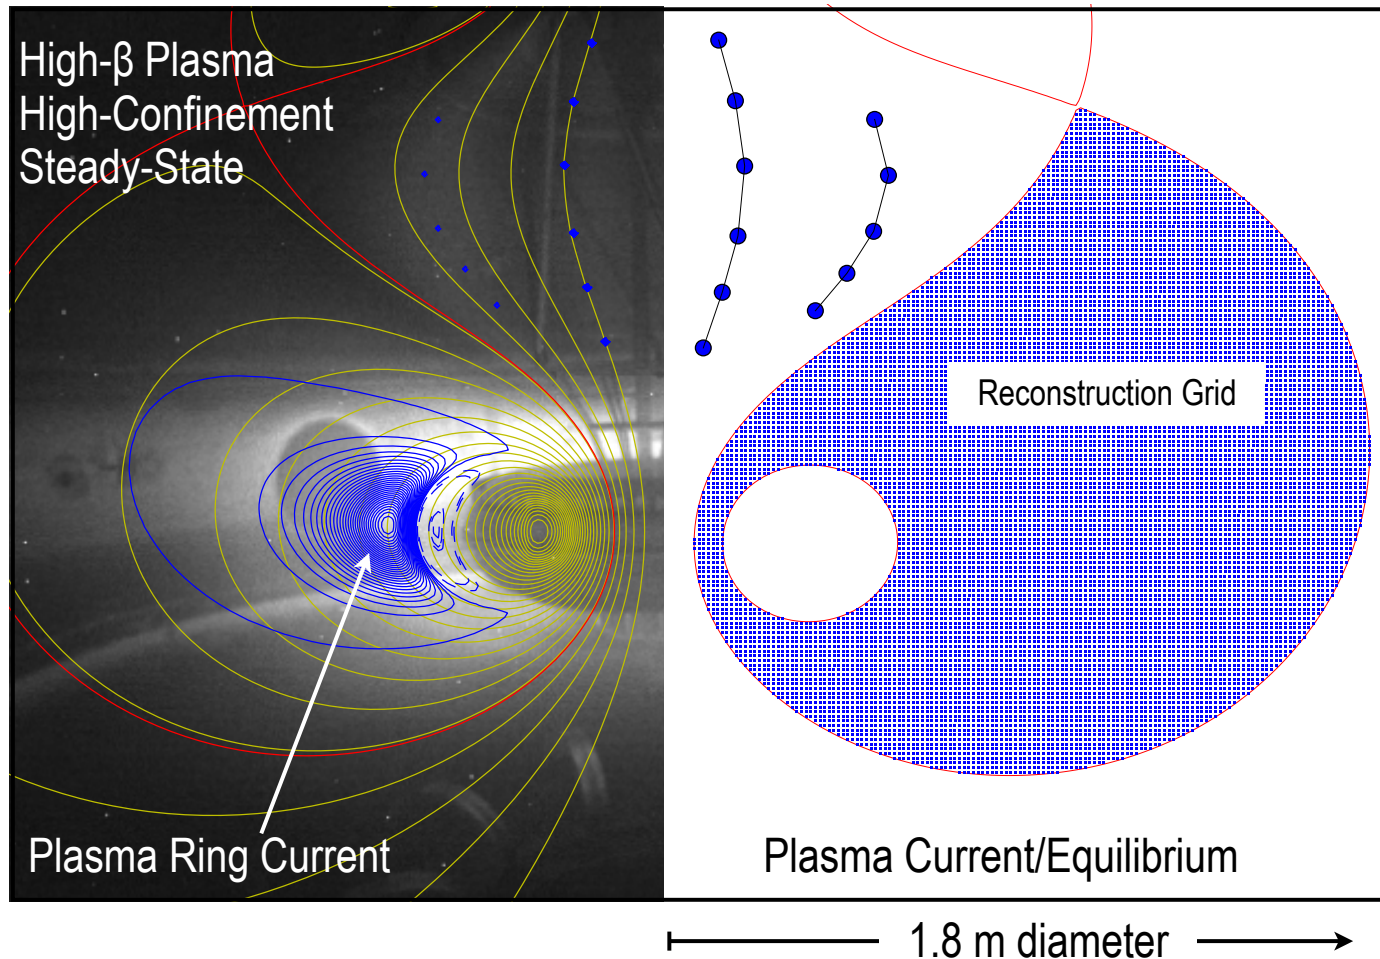 High-β Plasma
High-Confinement
Steady-State
Reconstruction Grid
Plasma Ring Current
Plasma Current/Equilibrium
1.8 m diameter